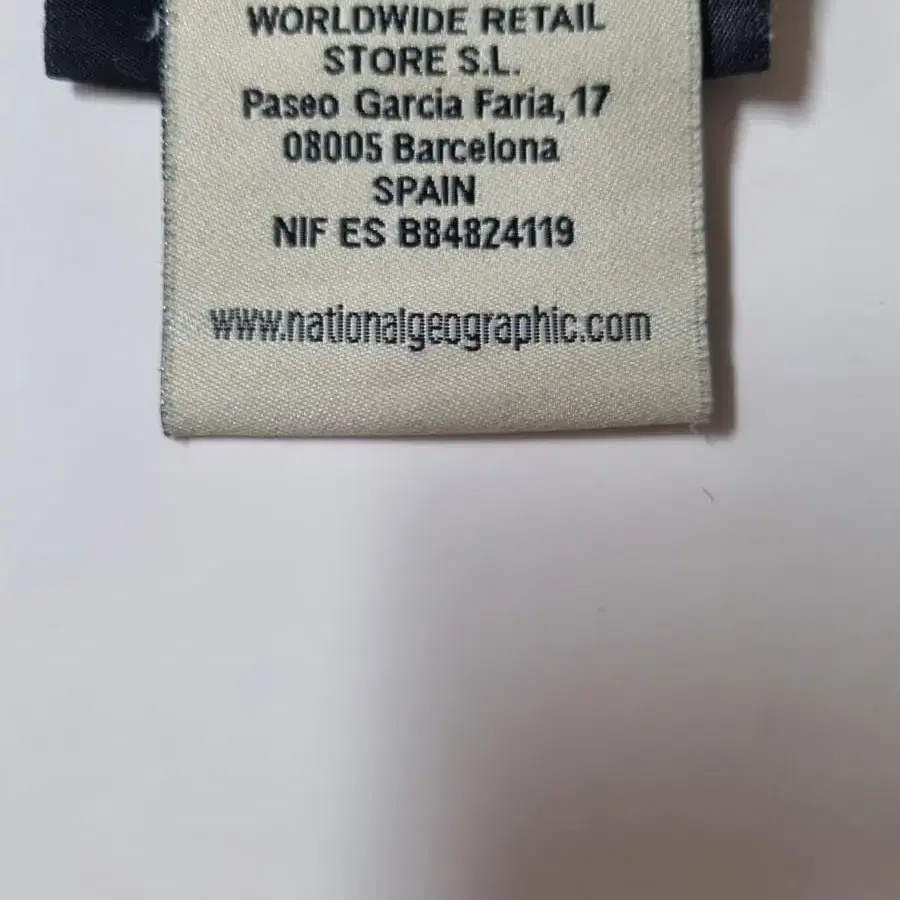 WORLDWIDE RETAIL
STORE S.L.
Paseo Garcia Faria, 17
08005 Barcelona
SPAIN
NIF ES B84824119
www.nationalgeographic.com